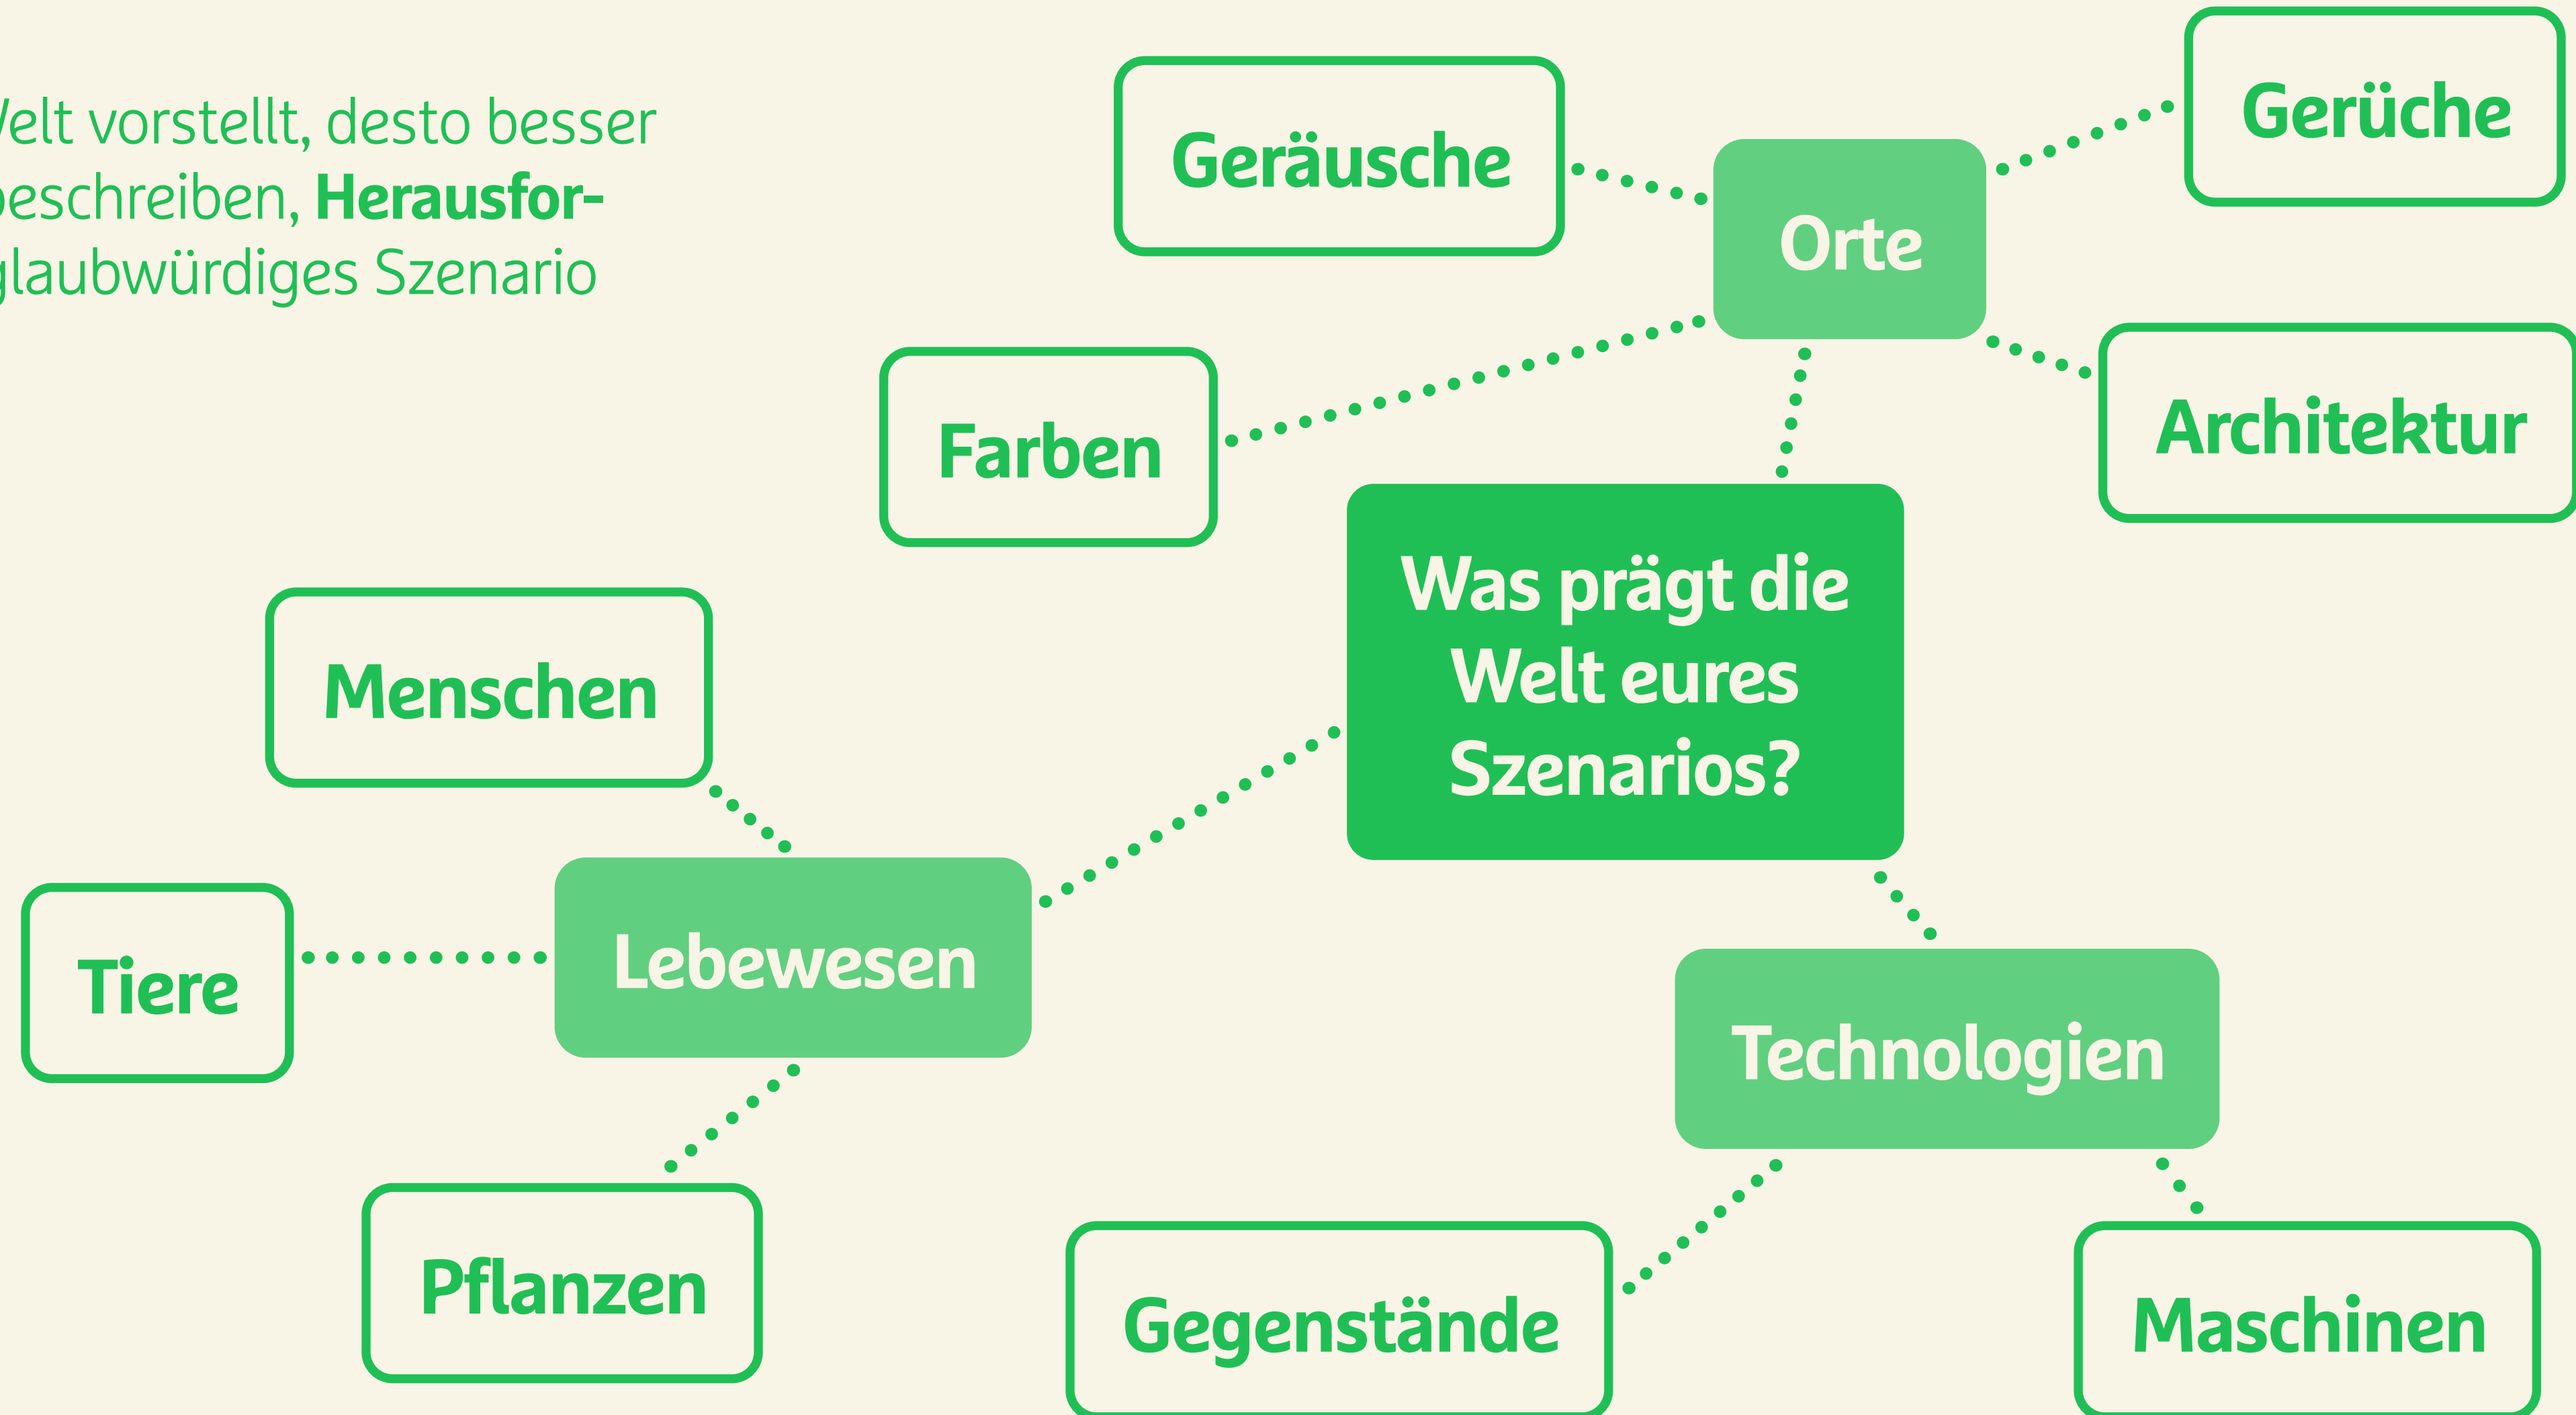 elt vorstellt, desto besser
eschreiben, Herausfor-
glaubwürdiges Szenario
Geräusche
Gerüche
Orte
Farben
Architektur
Was prägt die
Welt eures
Szenarios?
Menschen
Lebewesen
Tiere
Pflanzen
Technologien
Gegenstände
Maschinen